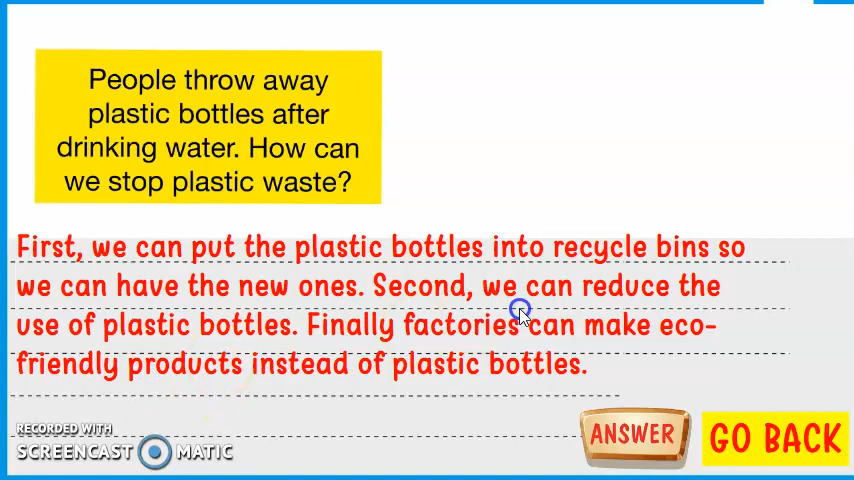 People throw away
plastic bottles after
drinking water. How can
we stop plastic waste?
First, we can put the plastic bottles into recycle bins so
we can have the new ones. Second, we can reduce the
use of plastic bottles. Finally factories can make eco-
friendly products instead of plastic bottles.
RECORDED WITH
SCREENCAST MATIC
ANSWER
GO BACK